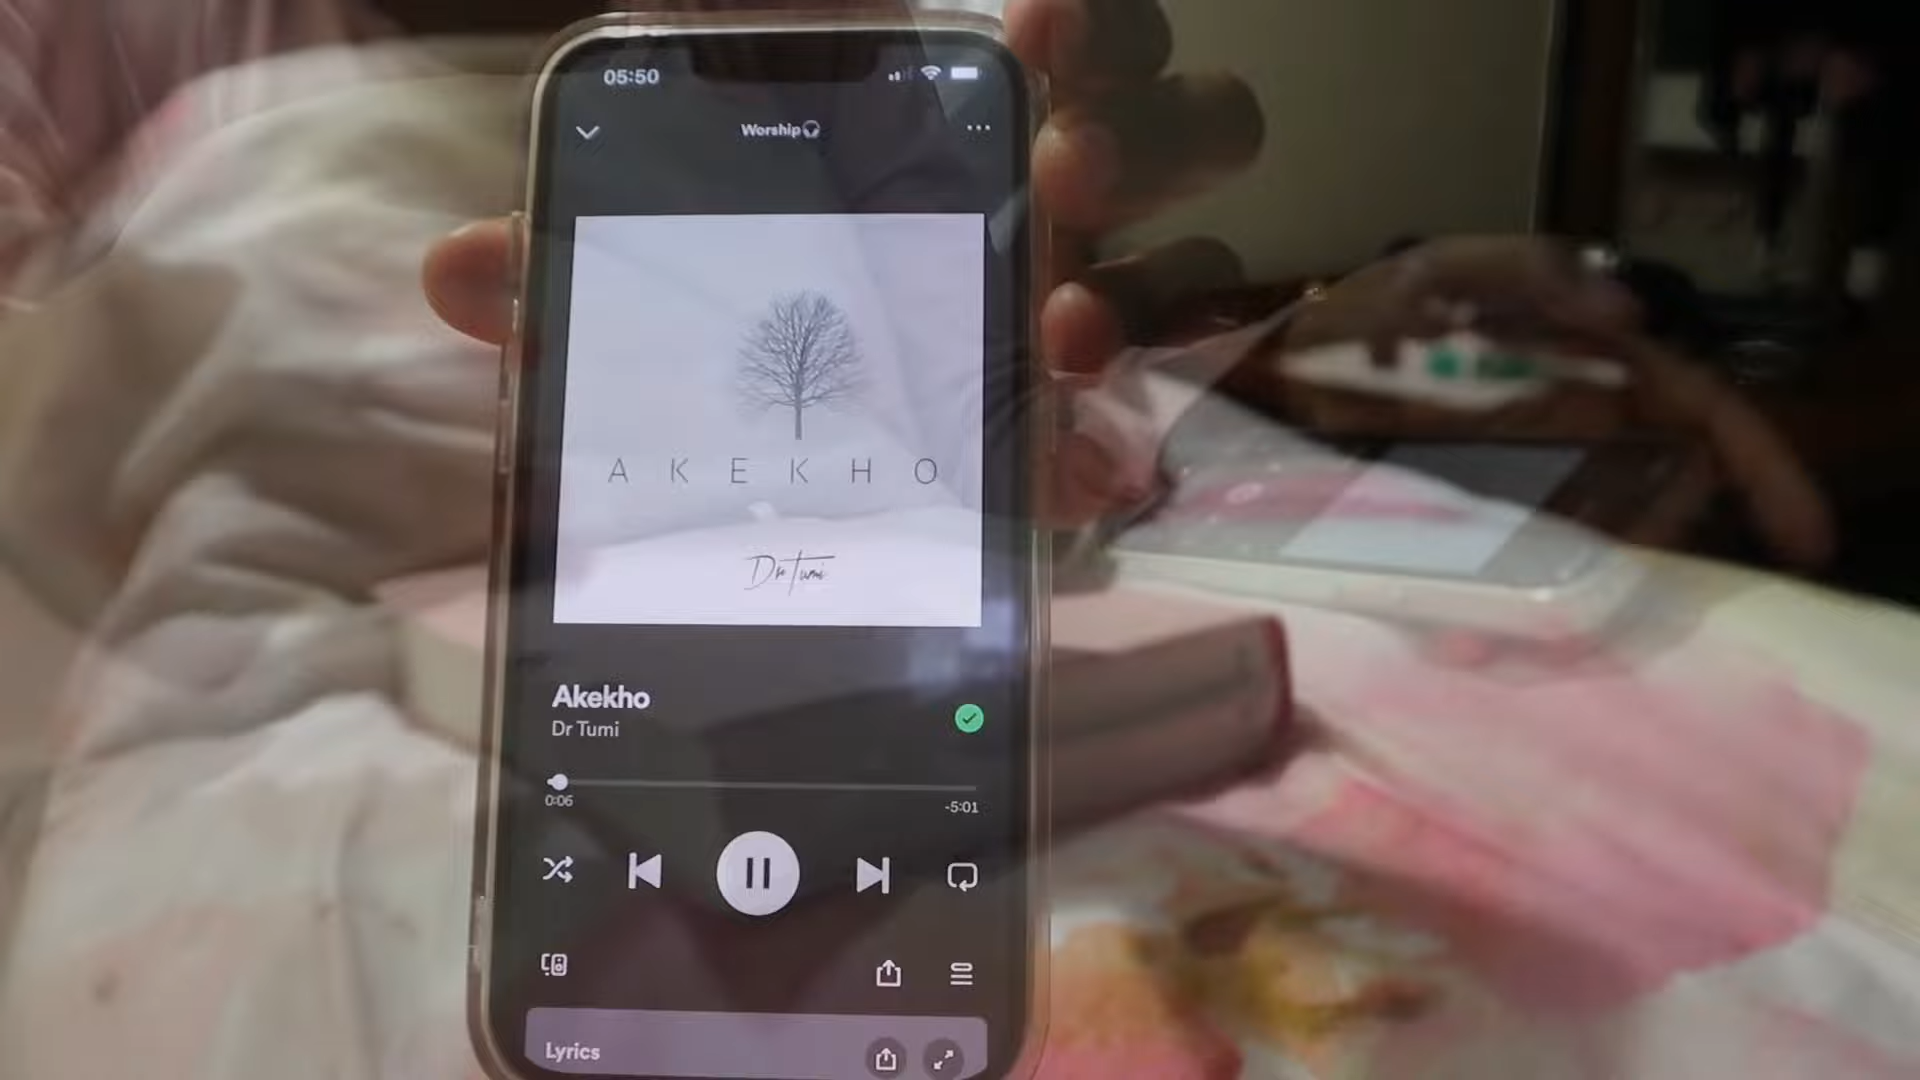 05:50
Worship
A K E K H O
Dr Tumi
Akekho
Dr Tumi
0:06
-5:01
Lyrics